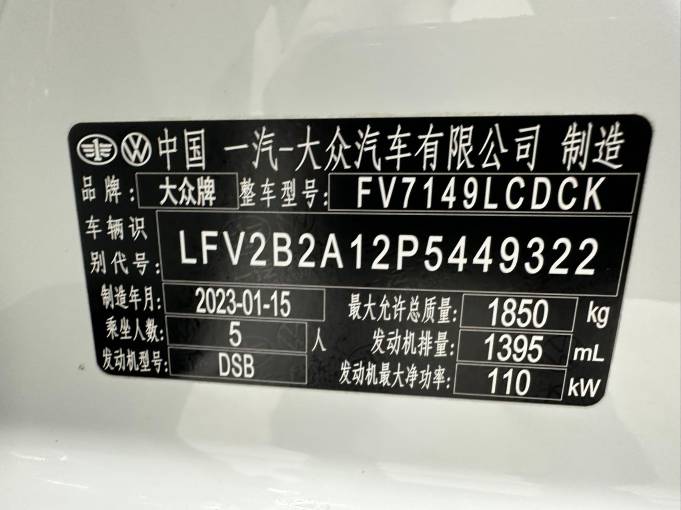 中国 一汽-大众汽车有限公司 制造
品牌: 大众牌 整车型号: FV7149LCDCK
车辆识别代号: LFV2B2A12P5449322
制造年月: 2023-01-15 最大允许总质量: 1850 kg
乘坐人数: 5 人 发动机排量: 1395 mL
发动机型号: DSB 发动机最大净功率: 110 kW